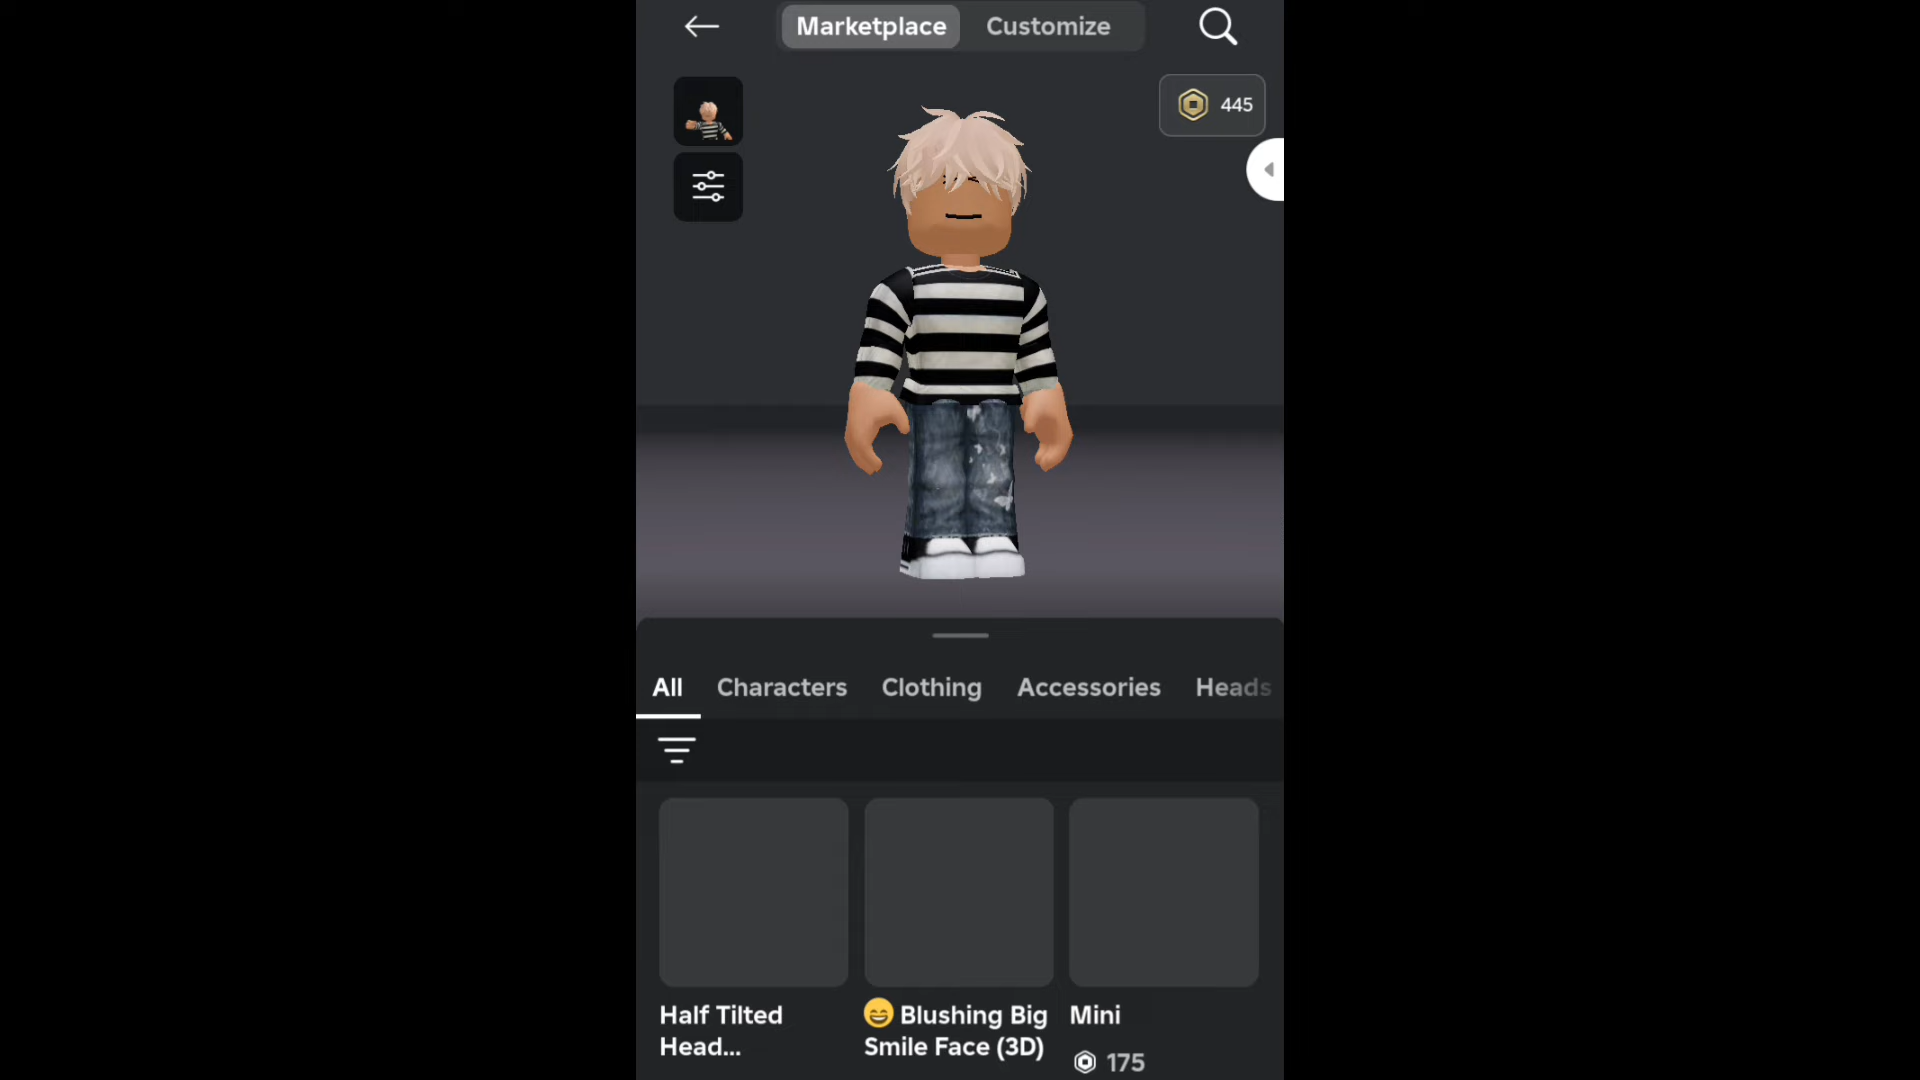 Marketplace Customize
445
All Characters Clothing Accessories Heads
Half Tilted
Head...
😄 Blushing Big
Smile Face (3D)
Mini
175